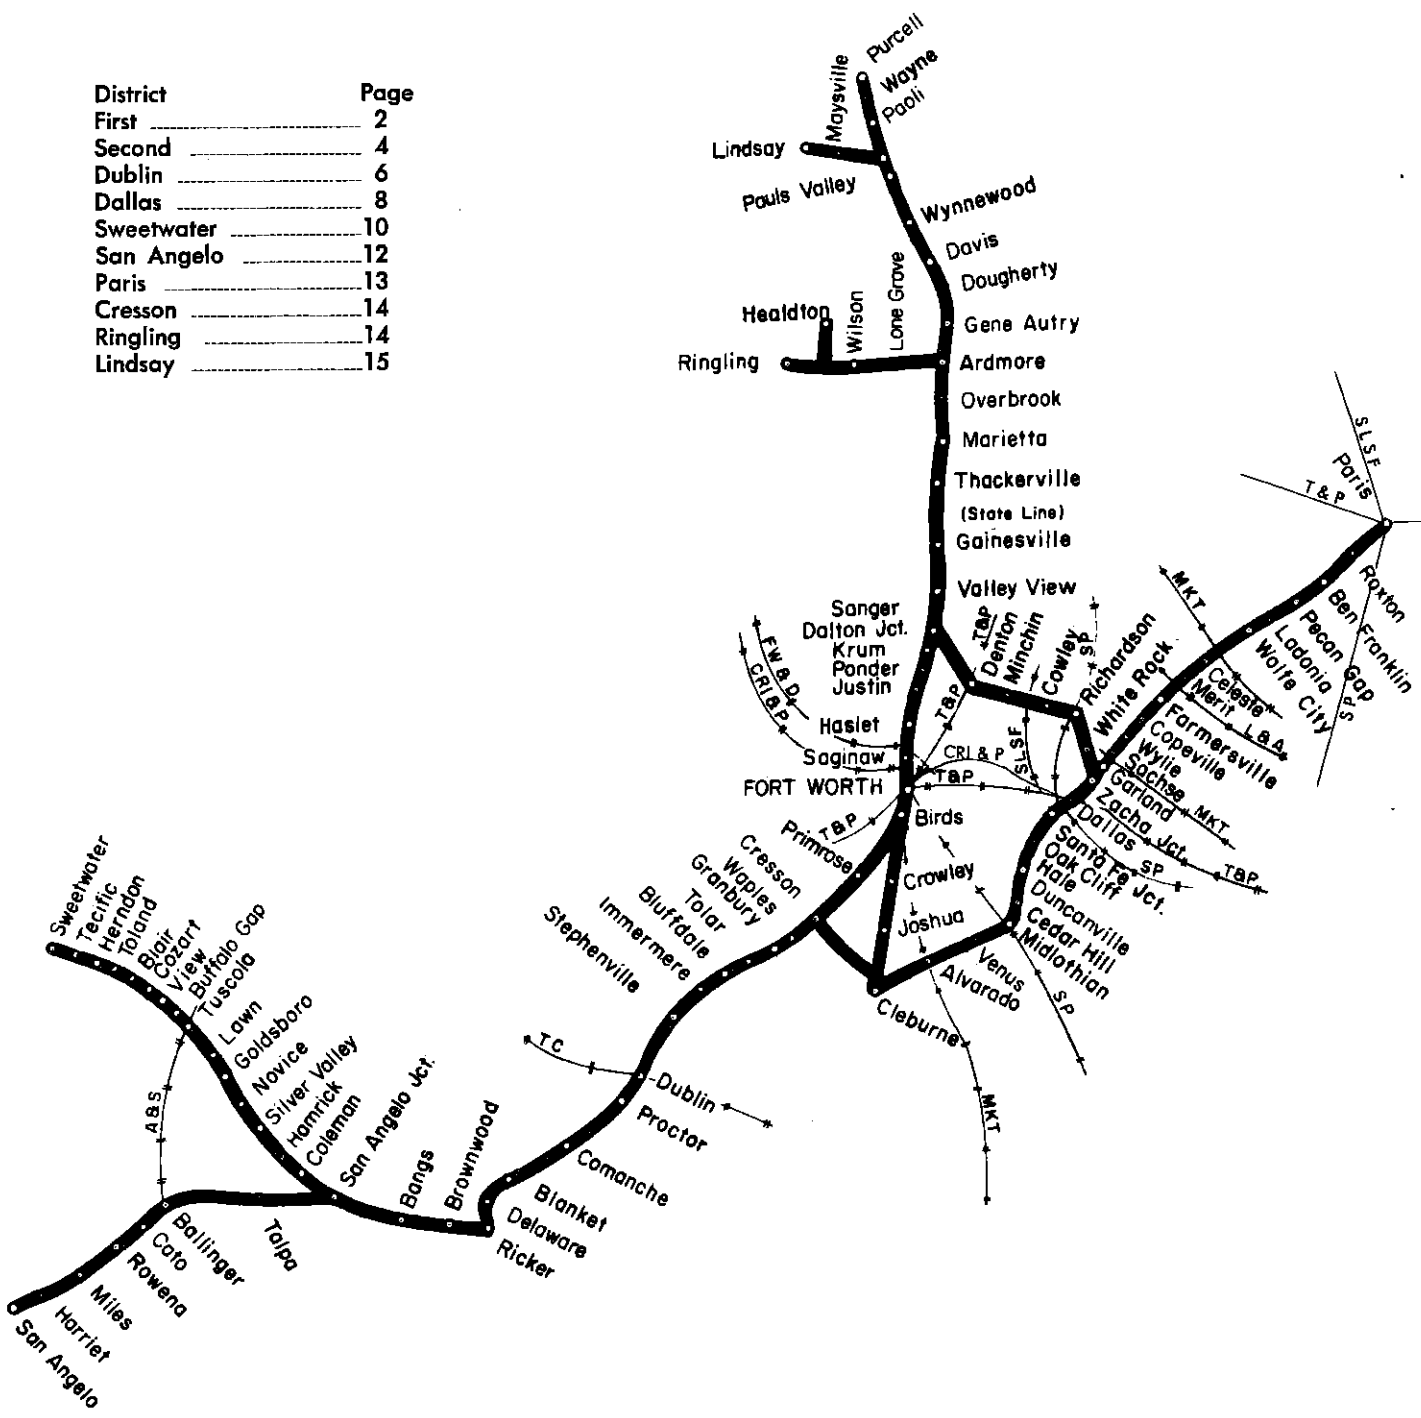 District Page
First 2
Second 4
Dublin 6
Dallas 8
Sweetwater 10
San Angelo 12
Paris 13
Cresson 14
Ringling 14
Lindsay 15
Purcell
Wayne
Paoli
Maysville
Lindsay
Pauls Valley
Wynnewood
Davis
Dougherty
Healdton
Wilson
Lone Grove
Gene Autry
Ringling
Ardmore
Overbrook
Marietta
Thackerville
(State Line)
Gainesville
Valley View
Sanger
Dalton Jct.
Krum
Ponder
Justin
Haslet
Saginaw
FORT WORTH
FW & D
CRI & P
T&P
Denton
Minchin
Cowley
SP
Richardson
White Rock
T&P
SLSF
CRI & P
T&P
SLSF
T & P
Paris
Roxton
Ben Franklin
Pecan Gap
Ladonia
Wolfe City
SP
MKT
Celeste
Merit
L&A
Farmersville
Copeville
Wylie
Sachse
MKT
Garland
Zacha Jct.
T&P
Dallas
SP
Santa Fe Jct.
Oak Cliff
Hale
Duncanville
Cedar Hill
Midlothian
SP
Venus
Alvarado
Cleburne
MKT
Birds
Crowley
Joshua
T&P
Primrose
Cresson
Waples
Granbury
Tolar
Bluffdale
Immermere
Stephenville
TC
Dublin
Proctor
Comanche
Blanket
Delaware
Ricker
Brownwood
Bangs
San Angelo Jct.
Coleman
Hamrick
Silver Valley
Novice
Goldsboro
Lawn
Tuscola
Buffalo Gap
View
Cozart
Blair
Toland
Herndon
Tecific
Sweetwater
A&S
Talpa
Ballinger
Cato
Rowena
Miles
Harriet
San Angelo